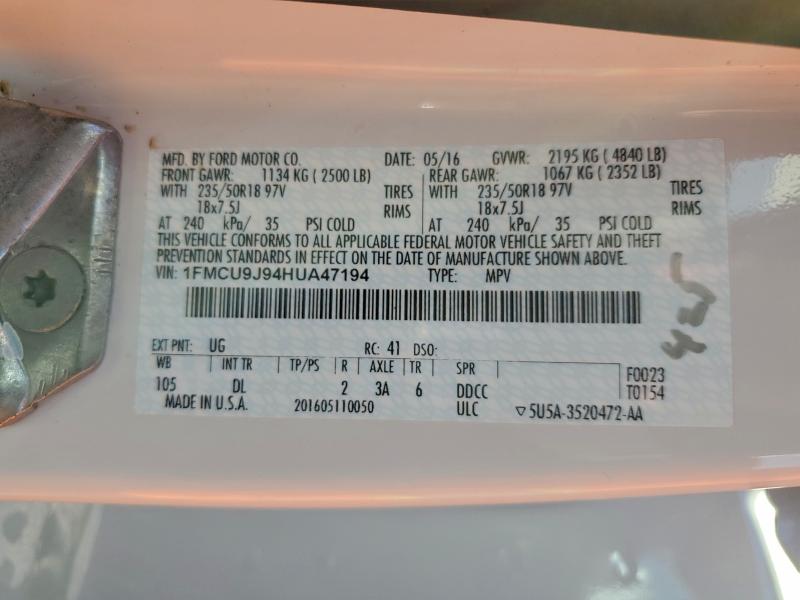 MFD. BY FORD MOTOR CO. DATE: 05/16 GVWR: 2195 KG ( 4840 LB)
FRONT GAWR: 1134 KG ( 2500 LB) REAR GAWR: 1067 KG ( 2352 LB)
WITH 235/50R18 97V TIRES WITH 235/50R18 97V TIRES
18x7.5J RIMS 18x7.5J RIMS
AT 240 kPa/ 35 PSI COLD AT 240 kPa/ 35 PSI COLD
THIS VEHICLE CONFORMS TO ALL APPLICABLE FEDERAL MOTOR VEHICLE SAFETY AND THEFT
PREVENTION STANDARDS IN EFFECT ON THE DATE OF MANUFACTURE SHOWN ABOVE.
VIN: 1FMCU9J94HUA47194 TYPE: MPV
EXT PNT: UG RC: 41 DSO:
WB INT TR TP/PS R AXLE TR SPR F0023
105 DL 2 3A 6 DDCC T0154
MADE IN U.S.A. 201605110050 ULC ▽5U5A-3520472-AA